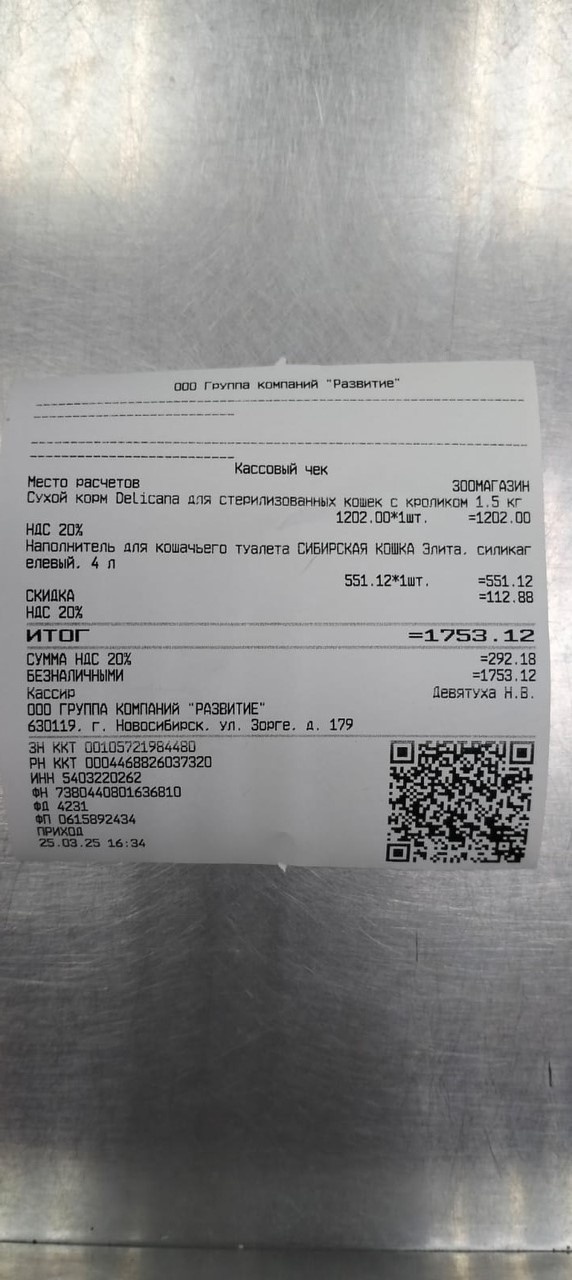 ООО Группа компаний "Развитие"
Кассовый чек
Место расчетов ЗООМАГАЗИН
Сухой корм Delicana для стерилизованных кошек с кроликом 1.5 кг
1202.00*1шт. =1202.00
НДС 20%
Наполнитель для кошачьего туалета СИБИРСКАЯ КОШКА Элита. силикаг
елевый. 4 л
551.12*1шт. =551.12
СКИДКА =112.88
НДС 20%
ИТОГ =1753.12
СУММА НДС 20% =292.18
БЕЗНАЛИЧНЫМИ =1753.12
Кассир Девятуха Н.В.
ООО ГРУППА КОМПАНИЙ "РАЗВИТИЕ"
630119. г. Новосибирск. ул. Зорге. д. 179
ЗН ККТ 00105721984480
РН ККТ 0004468826037320
ИНН 5403220262
ФН 7380440801636810
ФД 4231
ФП 0615892434
ПРИХОД
25.03.25 16:34